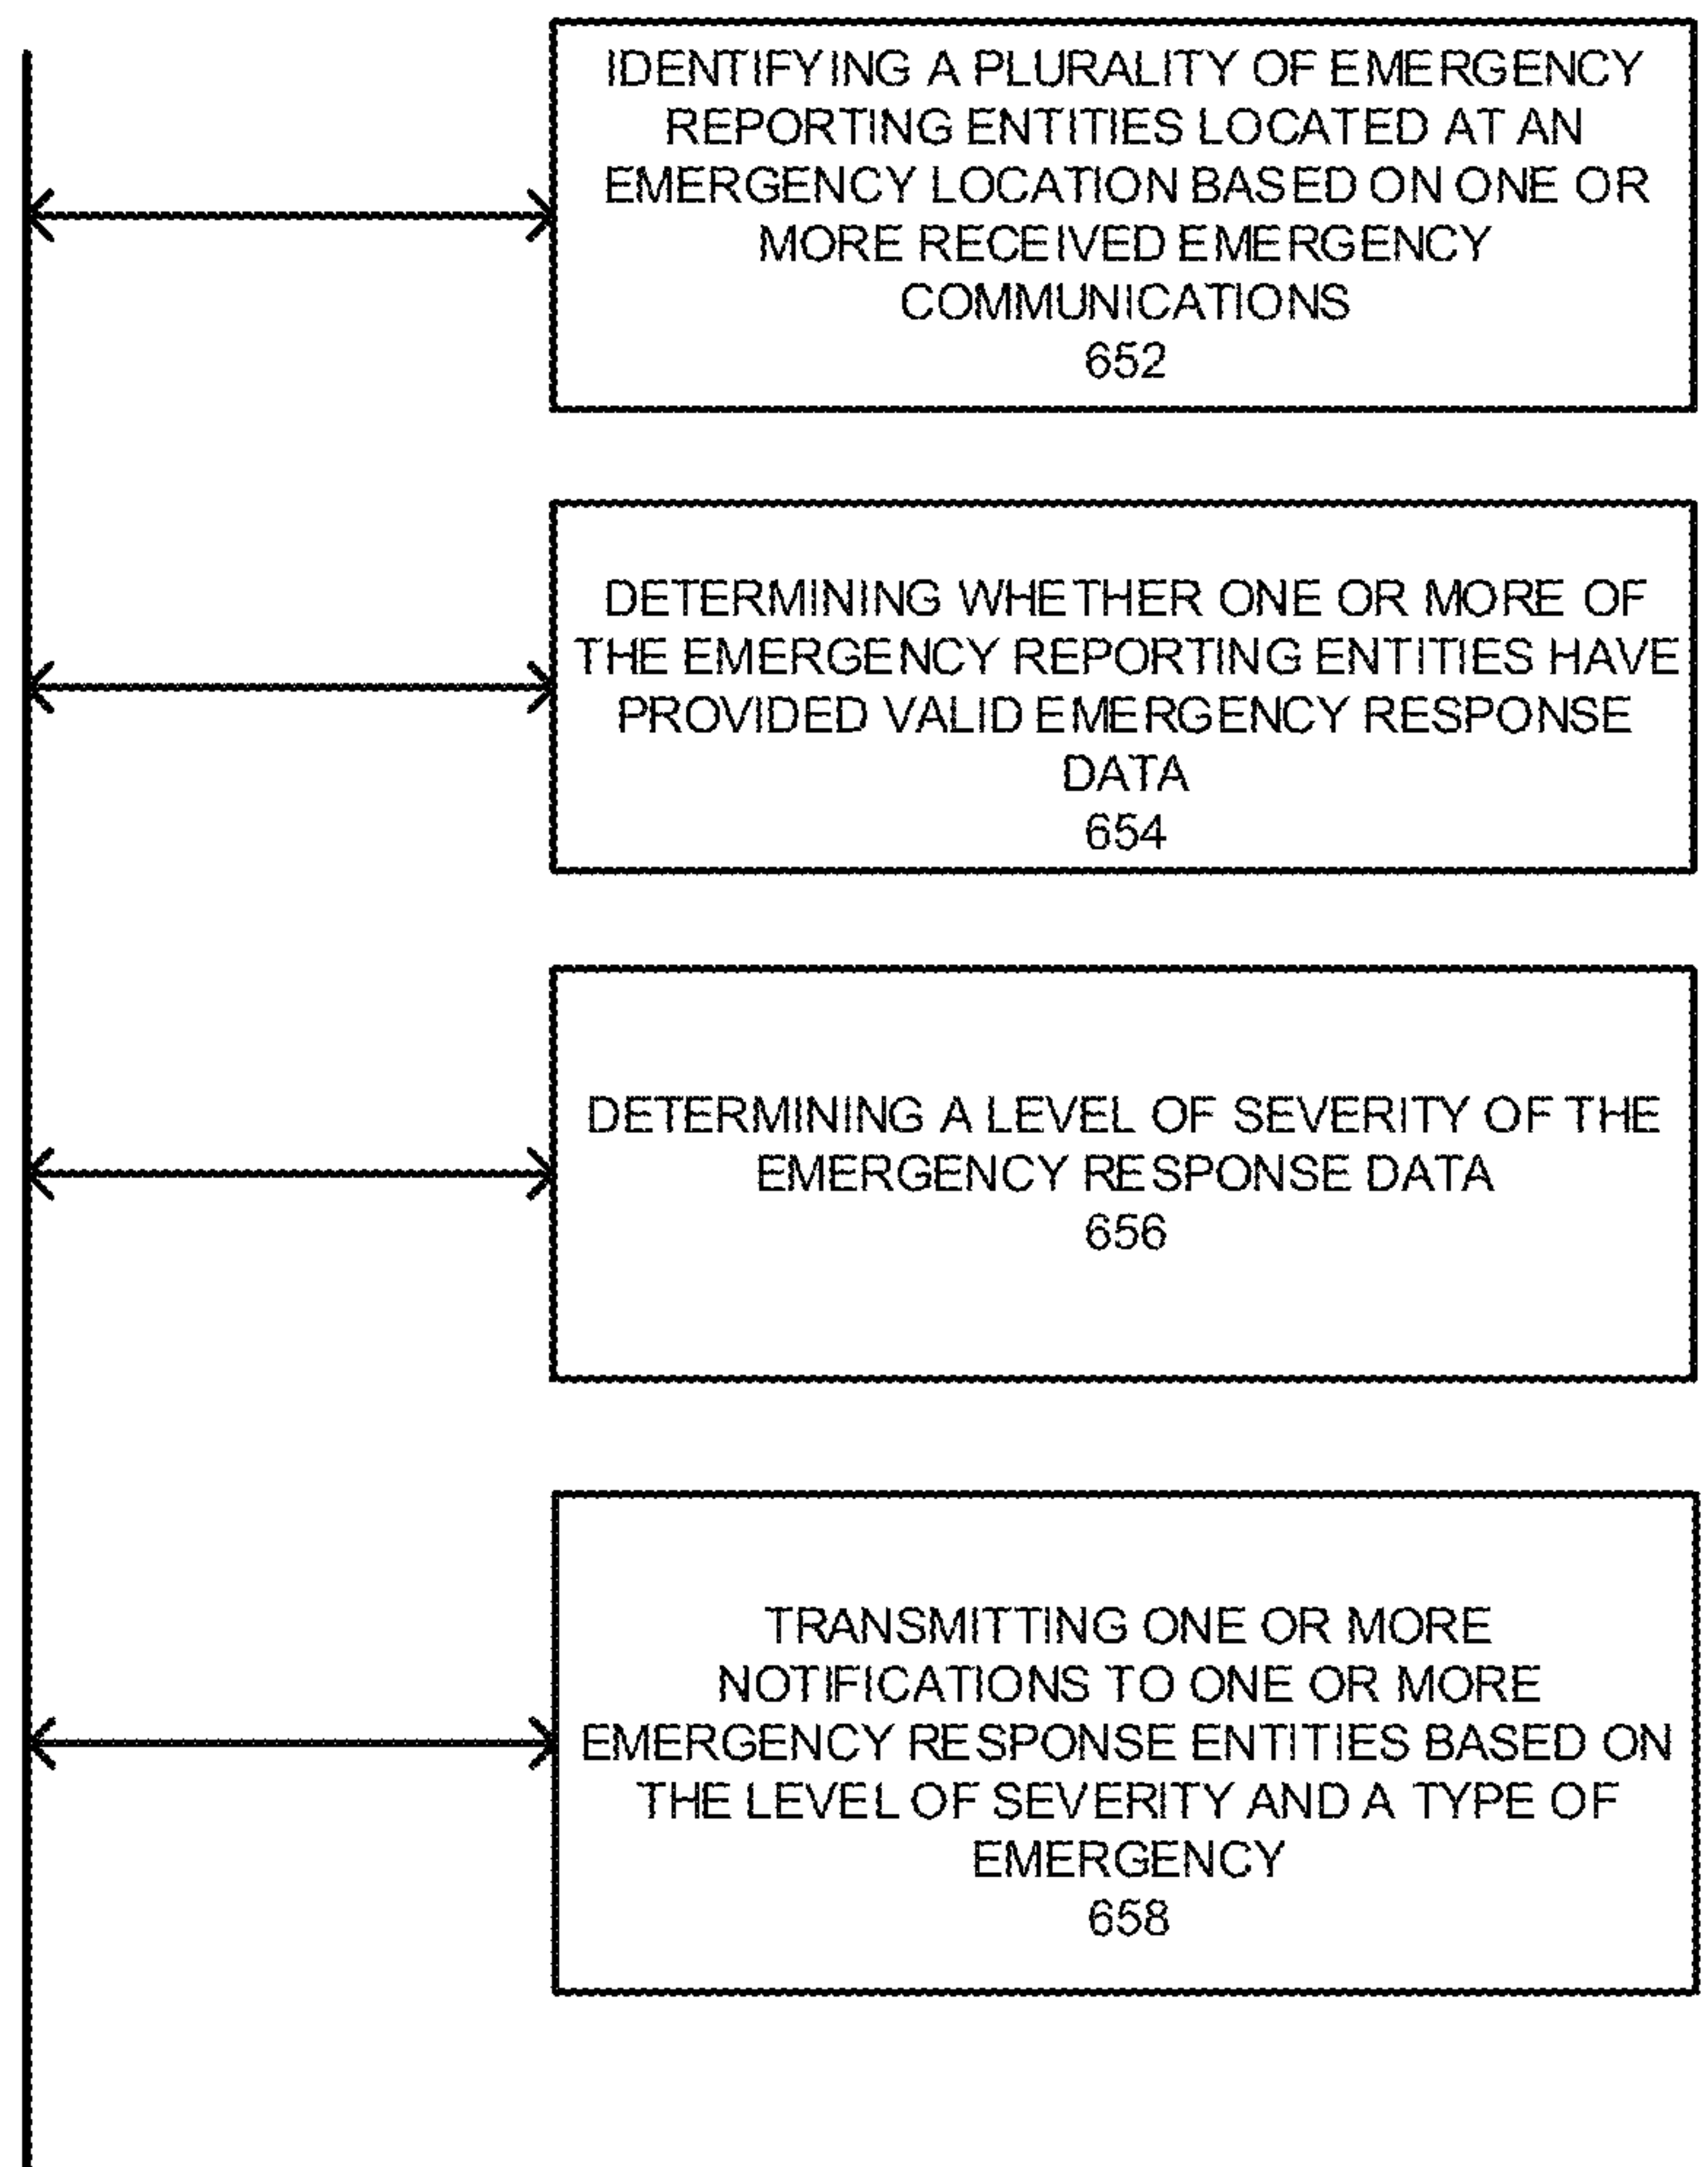 IDENTIFYING A PLURALITY OF EMERGENCY
REPORTING ENTITIES LOCATED AT AN
EMERGENCY LOCATION BASED ON ONE OR
MORE RECEIVED EMERGENCY
COMMUNICATIONS
652
DETERMINING WHETHER ONE OR MORE OF
THE EMERGENCY REPORTING ENTITIES HAVE
PROVIDED VALID EMERGENCY RESPONSE
DATA
654
DETERMINING A LEVEL OF SEVERITY OF THE
EMERGENCY RESPONSE DATA
656
TRANSMITTING ONE OR MORE
NOTIFICATIONS TO ONE OR MORE
EMERGENCY RESPONSE ENTITIES BASED ON
THE LEVEL OF SEVERITY AND A TYPE OF
EMERGENCY
658